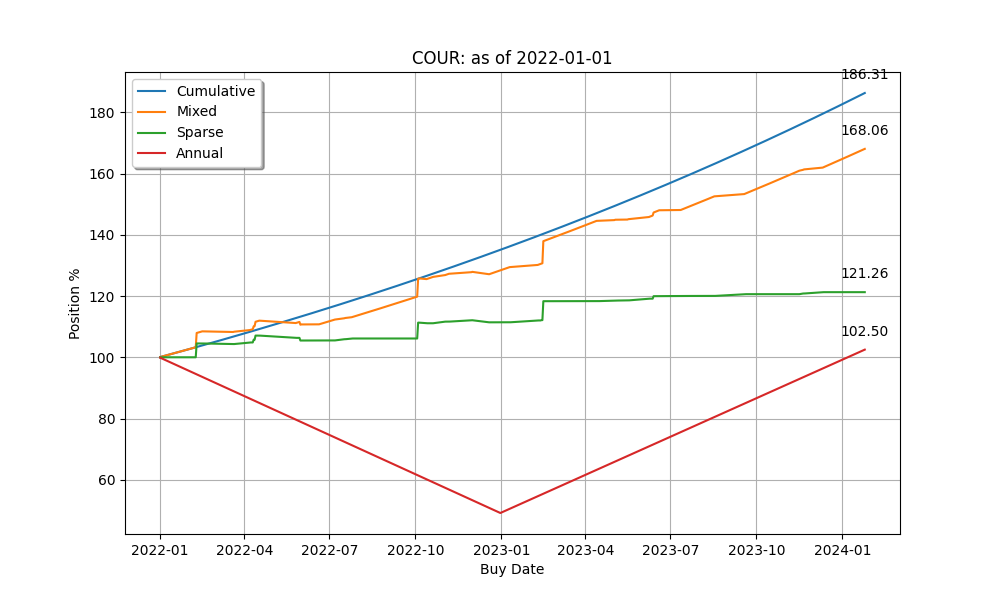 COUR: as of 2022-01-01
Cumulative
Mixed
Sparse
Annual
186.31
168.06
121.26
102.50
Position %
180
160
140
120
100
80
60
2022-01
2022-04
2022-07
2022-10
2023-01
2023-04
2023-07
2023-10
2024-01
Buy Date